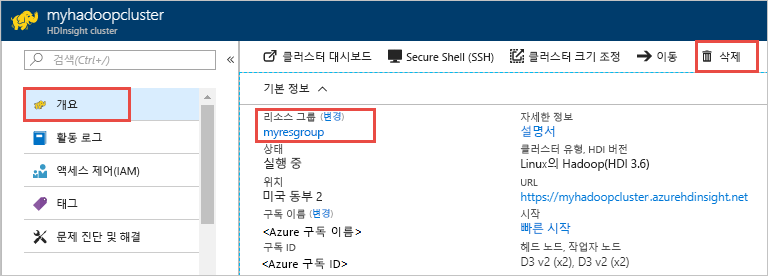 myhadoopcluster
HDInsight cluster
검색(Ctrl+/)
개요
활동 로그
액세스 제어(IAM)
태그
문제 진단 및 해결
클러스터 대시보드 Secure Shell (SSH) 클러스터 크기 조정 이동 삭제
기본 정보
리소스 그룹 (변경)
myresgroup
상태
실행 중
위치
미국 동부 2
구독 이름 (변경)
<Azure 구독 이름>
구독 ID
<Azure 구독 ID>
자세한 정보
설명서
클러스터 유형, HDI 버전
Linux의 Hadoop(HDI 3.6)
URL
https://myhadoopcluster.azurehdinsight.net
시작
빠른 시작
헤드 노드, 작업자 노드
D3 v2 (x2), D3 v2 (x2)